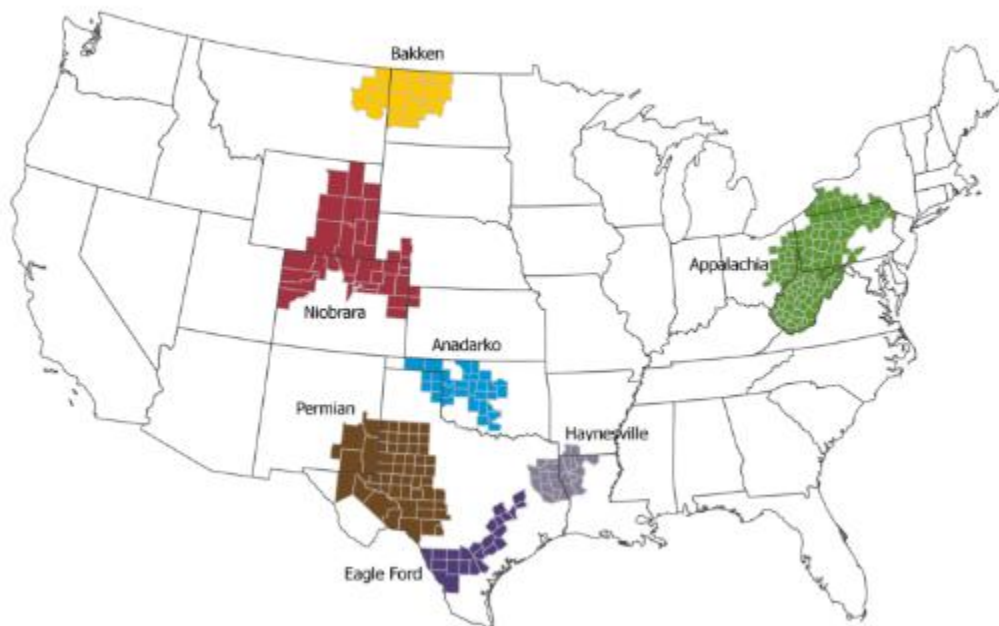 Bakken
Appalachia
Niobrara
Anadarko
Permian
Haynesville
Eagle Ford